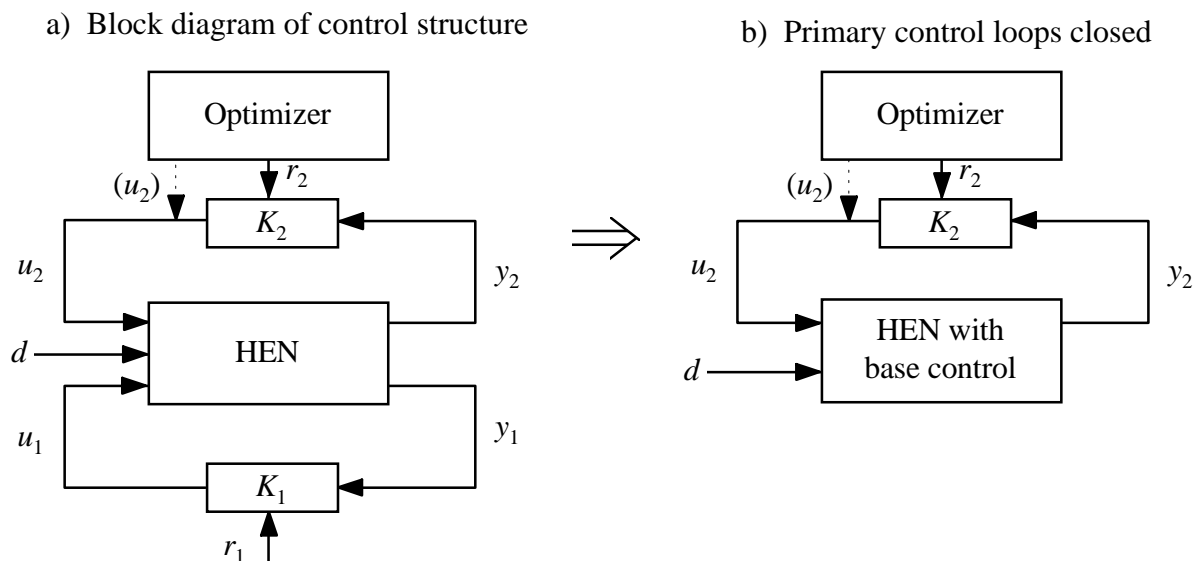 a) Block diagram of control structure
Optimizer
(u2)
r2
K2
u2
y2
HEN
d
u1
y1
K1
r1
b) Primary control loops closed
Optimizer
(u2)
r2
K2
u2
y2
HEN with
base control
d